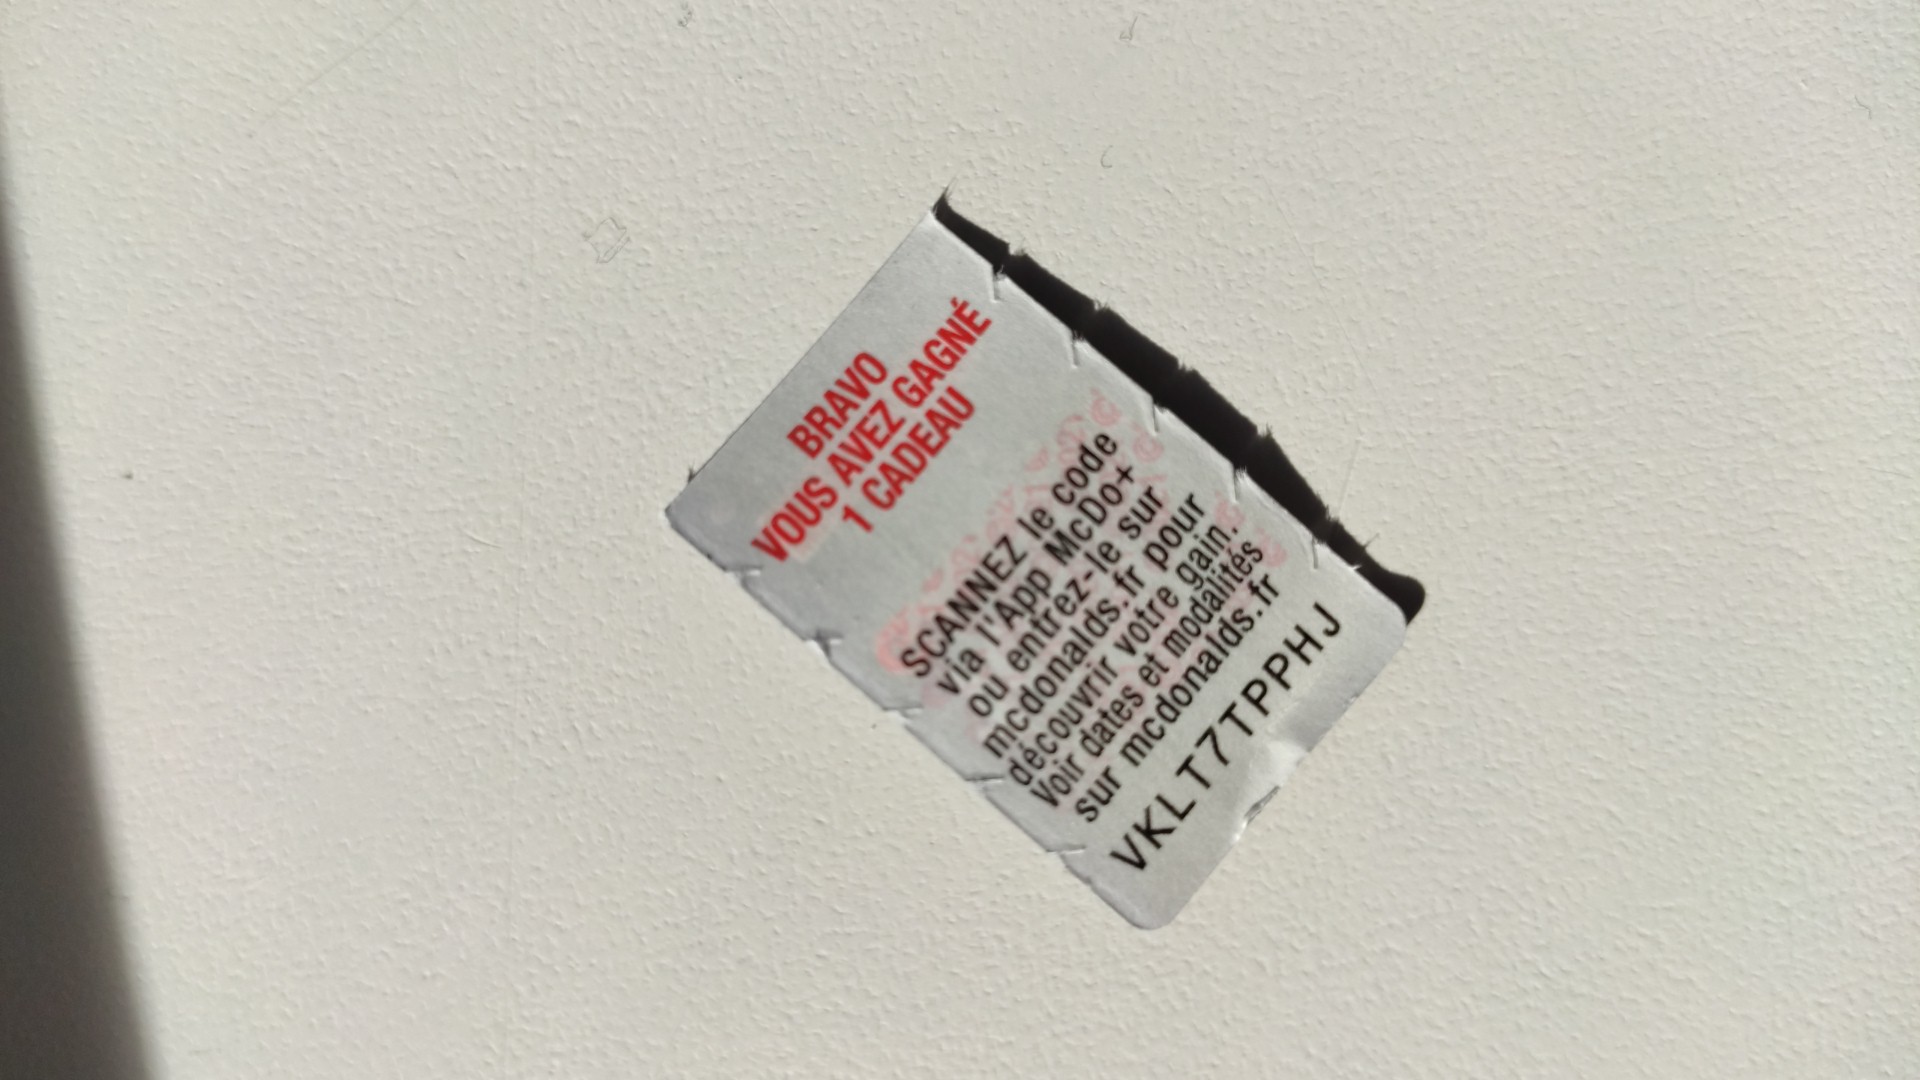 BRAVO
VOUS AVEZ GAGNÉ
1 CADEAU
SCANNEZ le code
via l'App McDo+
ou entrez-le sur
mcdonalds.fr pour
découvrir votre gain.
Voir dates et modalités
sur mcdonalds.fr
VKLT7TPPHJ